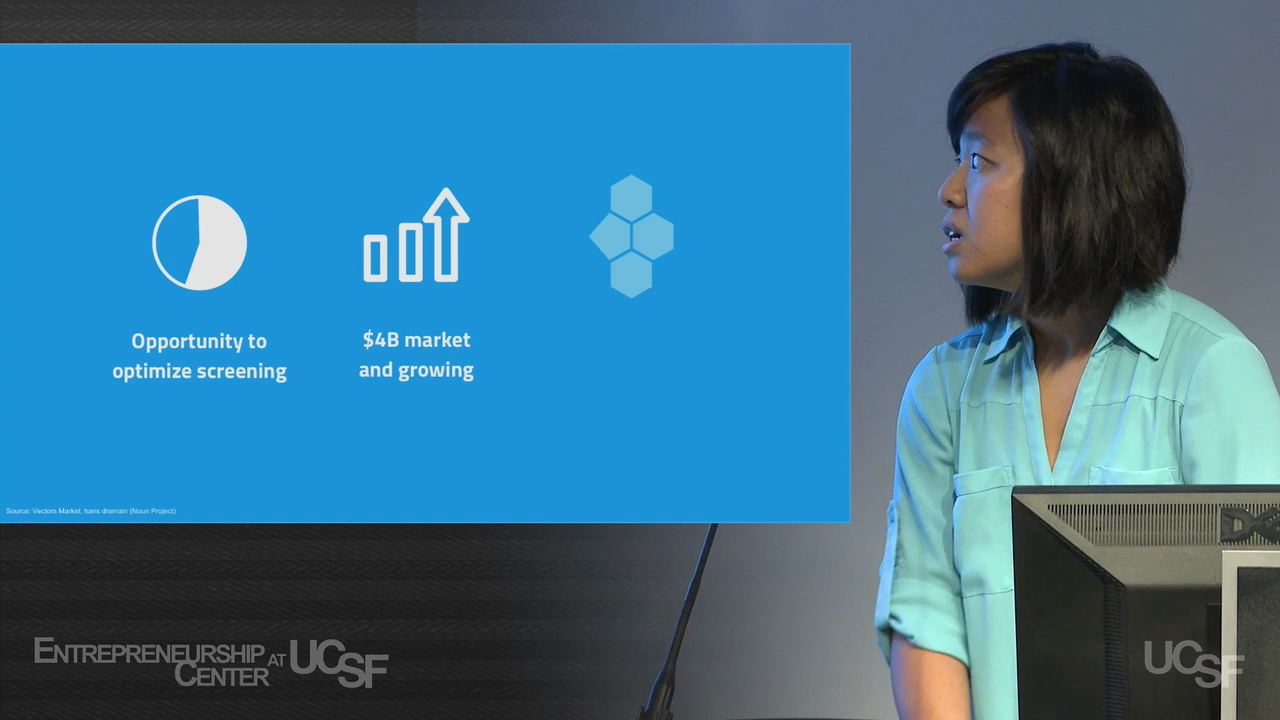 Opportunity to
optimize screening
$4B market
and growing
Source: Vectors Market, hans dramain (Noun Project)
ENTREPRENEURSHIP
CENTER AT UCSF
UCSF